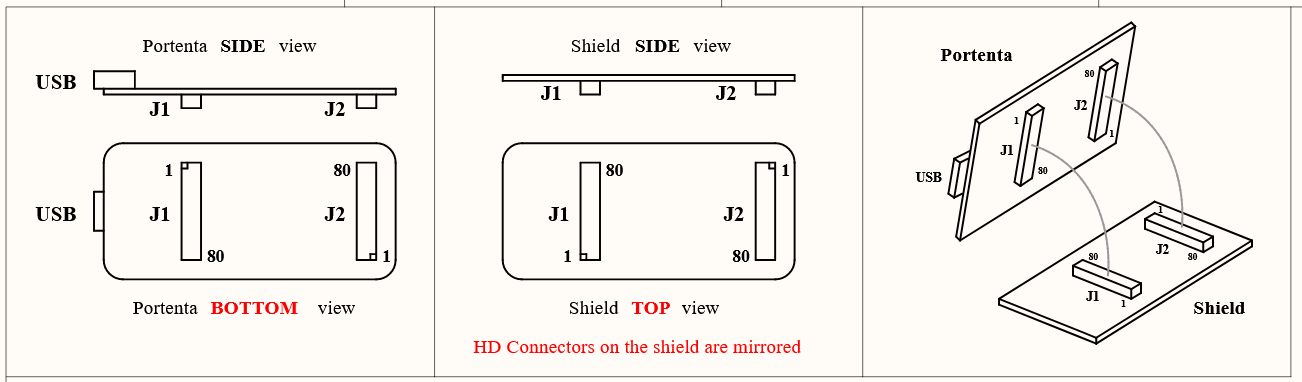 Portenta SIDE view
USB
J1
J2
1
80
USB
J1
J2
80
1
Portenta BOTTOM view
Shield SIDE view
J1
J2
80
1
J1
J2
1
80
Shield TOP view
HD Connectors on the shield are mirrored
Portenta
80
J2
1
1
J1
80
USB
1
J2
80
80
J1
1
Shield